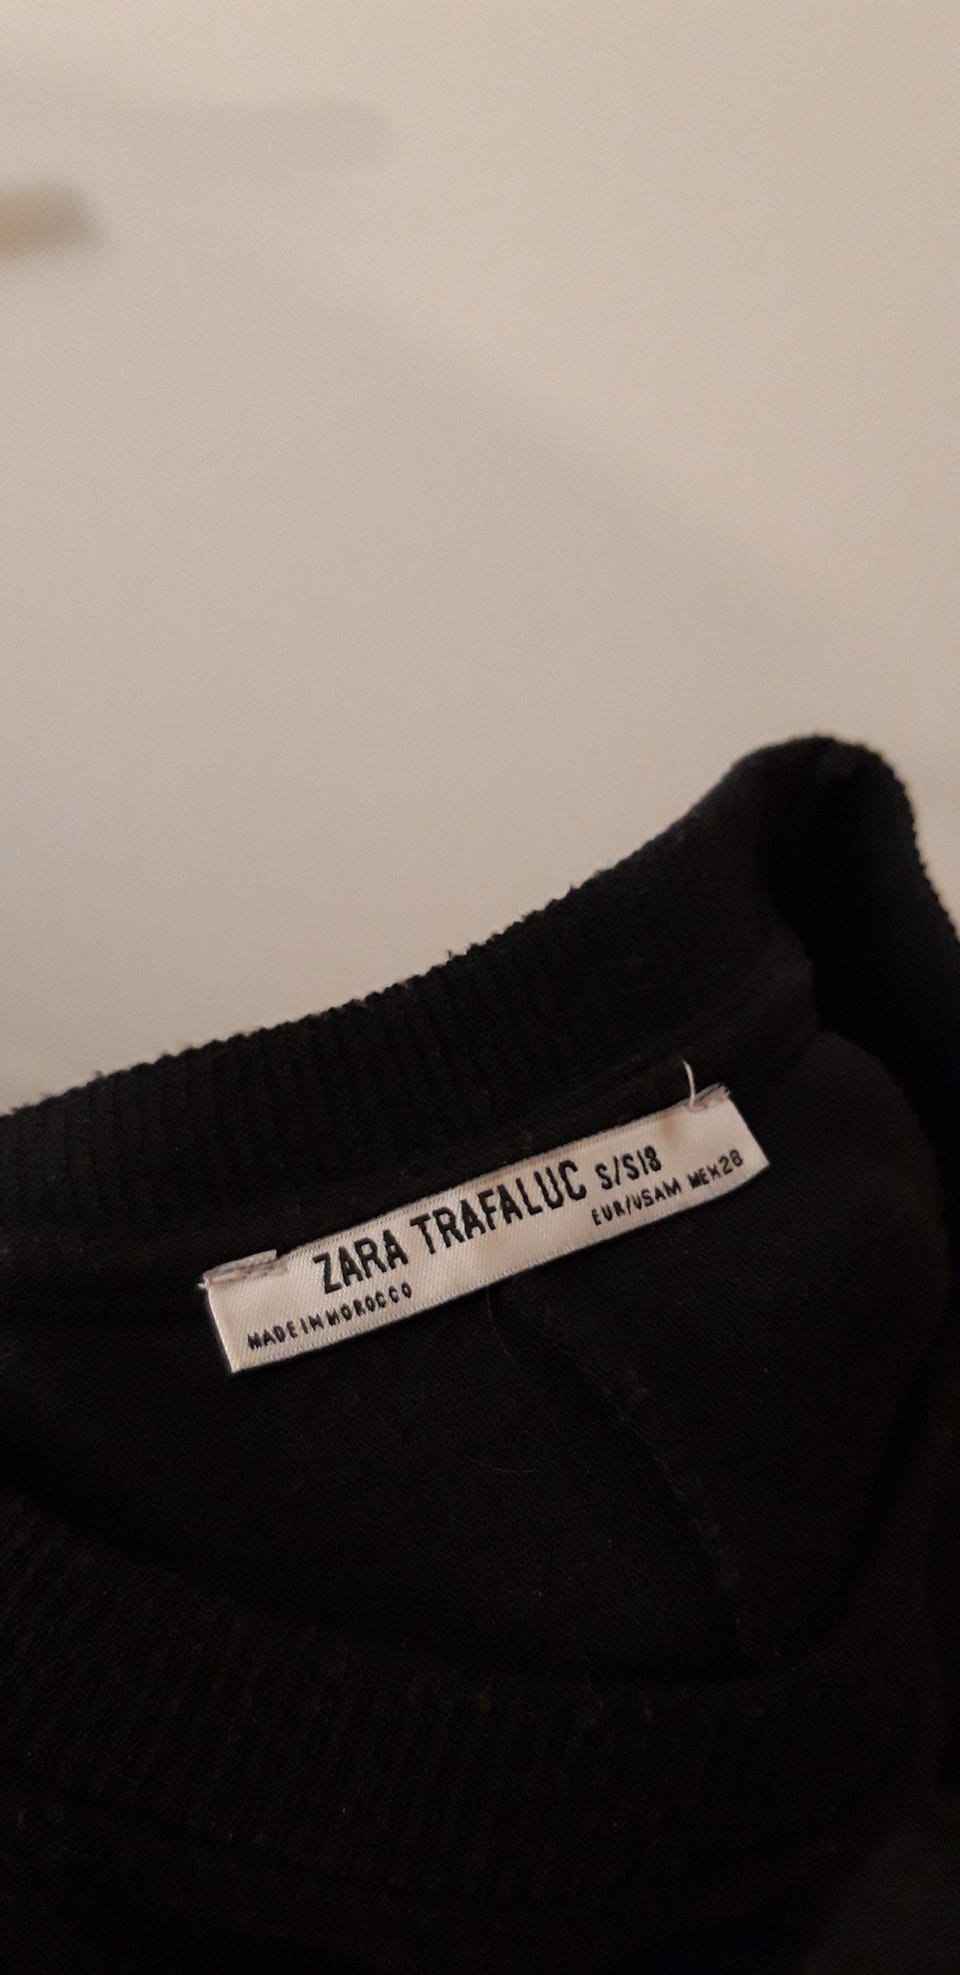 ZARA TRAFALUC S/S18
MADE IN MOROCCO EUR/USAM MEX28